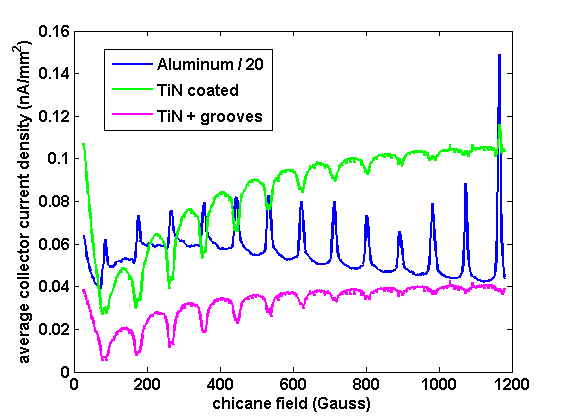 average collector current density (nA/mm²)
0.16
0.14
0.12
0.1
0.08
0.06
0.04
0.02
0
Aluminum / 20
TiN coated
TiN + grooves
0 200 400 600 800 1000 1200
chicane field (Gauss)